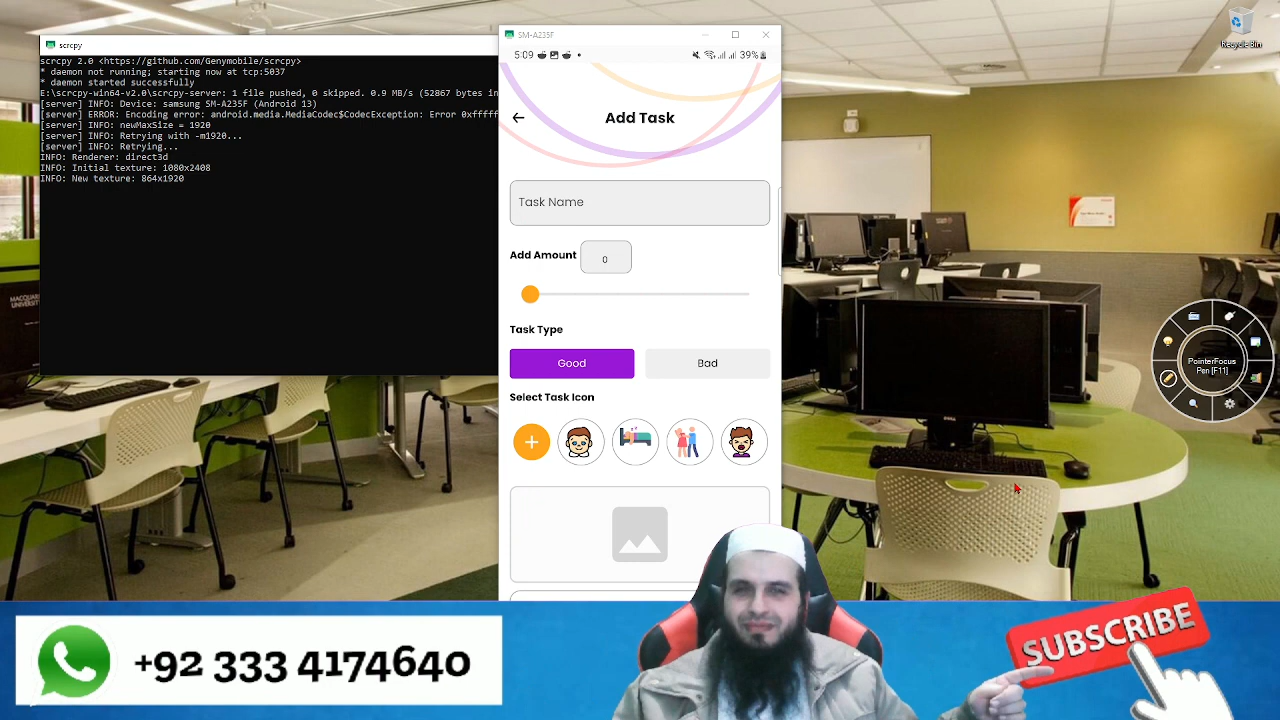 scrcpy
scrcpy 2.0 <https://github.com/Genymobile/scrcpy>
* daemon not running; starting now at tcp:5037
* daemon started successfully
E:\scrcpy-win64-v2.0\scrcpy-server: 1 file pushed, 0 skipped. 0.9 MB/s (52867 bytes in
[server] INFO: Device: samsung SM-A235F (Android 13)
[server] ERROR: Encoding error: android.media.MediaCodec$CodecException: Error 0xfffff
[server] INFO: newMaxSize = 1920
[server] INFO: Retrying with -m1920...
[server] INFO: Retrying...
INFO: Renderer: direct3d
INFO: Initial texture: 1080x2408
INFO: New texture: 864x1920
SM-A235F
5:09
39%
Add Task
Task Name
Add Amount
0
Task Type
Good
Bad
Select Task Icon
Recycle Bin
PointerFocus
Pen [F11]
MACQUARIE
UNIVERSITY
DELL
+92 333 4174640
SUBSCRIBE